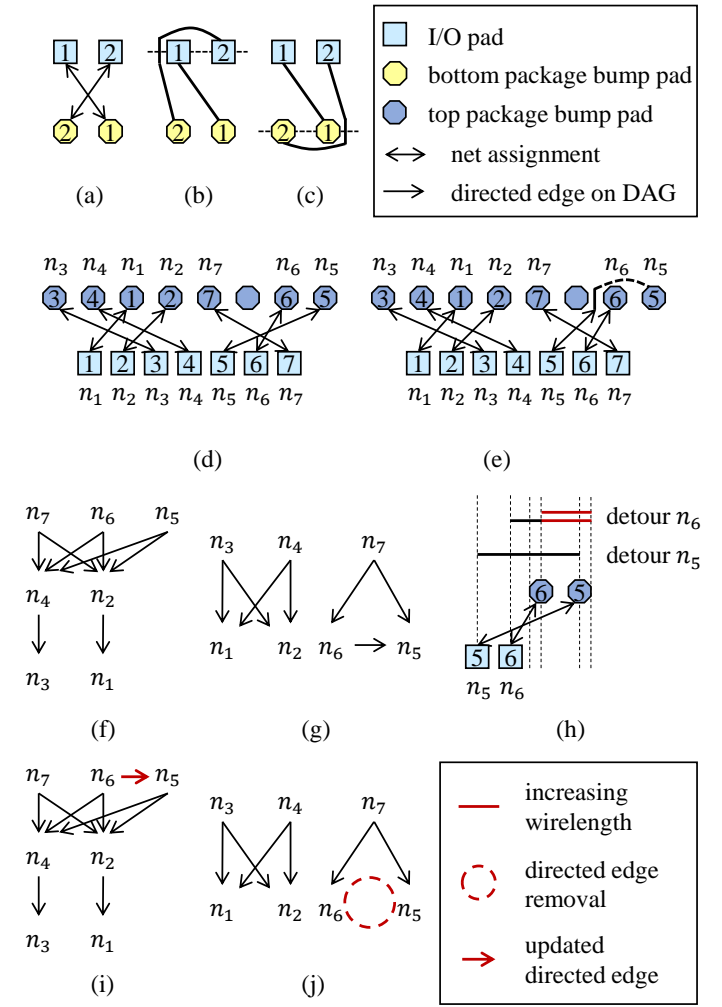 1 2
2 1
(a)
1 2
2 1
(b)
1 2
2 1
(c)
I/O pad
bottom package bump pad
top package bump pad
net assignment
directed edge on DAG
n3 n4 n1 n2 n7 n6 n5
3 4 1 2 7 6 5
1 2 3 4 5 6 7
n1 n2 n3 n4 n5 n6 n7
(d)
n3 n4 n1 n2 n7 n6 n5
3 4 1 2 7 6 5
1 2 3 4 5 6 7
n1 n2 n3 n4 n5 n6 n7
(e)
n7 n6 n5
n4 n2
n3 n1
(f)
n3 n4 n7
n1 n2 n6 n5
(g)
detour n6
detour n5
6 5
5 6
n5 n6
(h)
n7 n6 n5
n4 n2
n3 n1
(i)
n3 n4 n7
n1 n2 n6 n5
(j)
increasing
wirelength
directed edge
removal
updated
directed edge